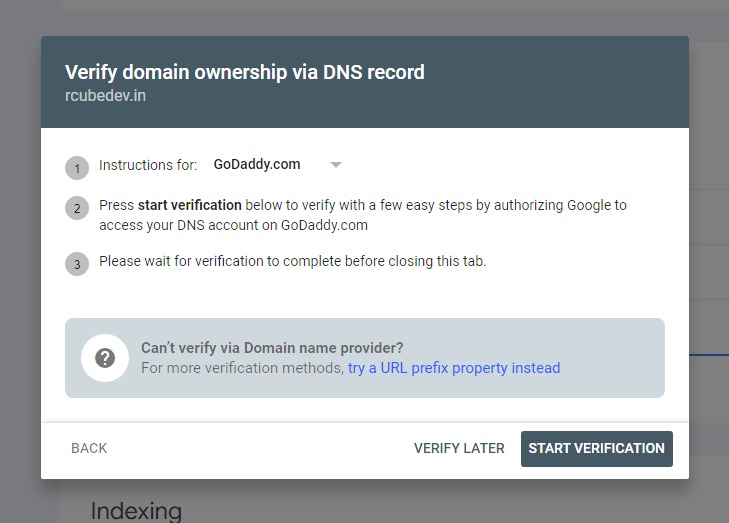 Verify domain ownership via DNS record
rcubedev.in
1 Instructions for: GoDaddy.com
2 Press start verification below to verify with a few easy steps by authorizing Google to
access your DNS account on GoDaddy.com
3 Please wait for verification to complete before closing this tab.
? Can't verify via Domain name provider?
For more verification methods, try a URL prefix property instead
BACK VERIFY LATER START VERIFICATION
Indexing